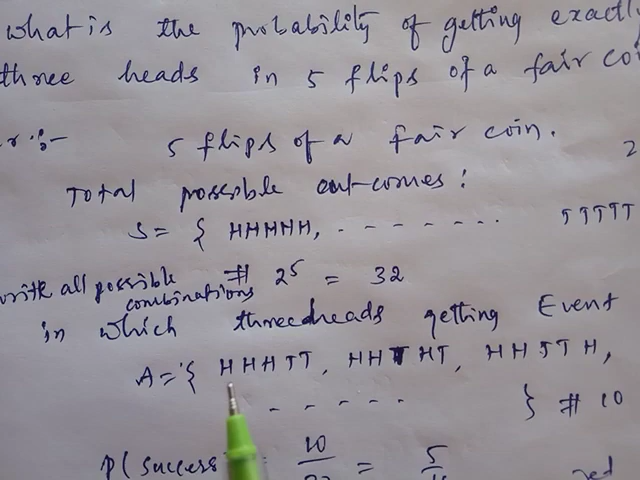 what is the probability of getting exactly
three heads in 5 flips of a fair coi
r :- 5 flips of a fair coin.
Total possible out-comes : 2
S = { HHHHH, - - - - - - - . TTTTT
write all possible # 2⁵ = 32
combinations
in which three heads getting Event
A = { HHHTT, HHTHT, HHTTH,
- - - - - } # 10
P(success 10/32 = 5/